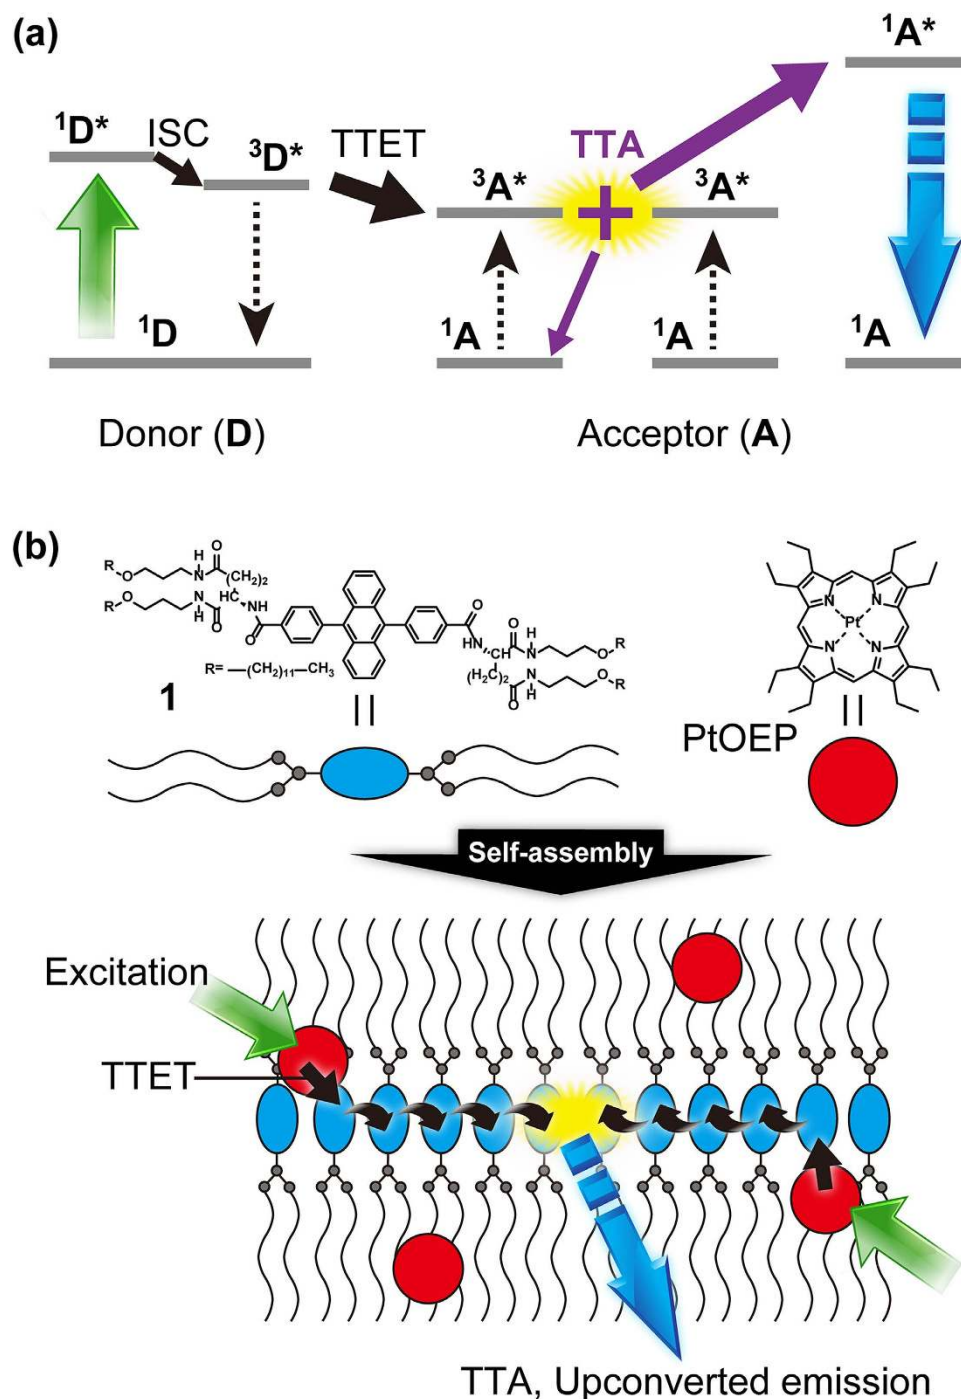 (a)
¹D*
ISC
³D*
TTET
TTA
¹A*
³A*
³A*
¹D
¹A
¹A
¹A
Donor (D)
Acceptor (A)
(b)
R
O
H
N
O
(CH₂)₂
R
O
N
H
O
CH
NH
O
R= —(CH₂)₁₁—CH₃
1
O
HN
CH
O
H
N
O
R
(H₂C)₂
O
N
H
O
R
N
N
Pt
N
N
PtOEP
Self-assembly
Excitation
TTET
TTA, Upconverted emission